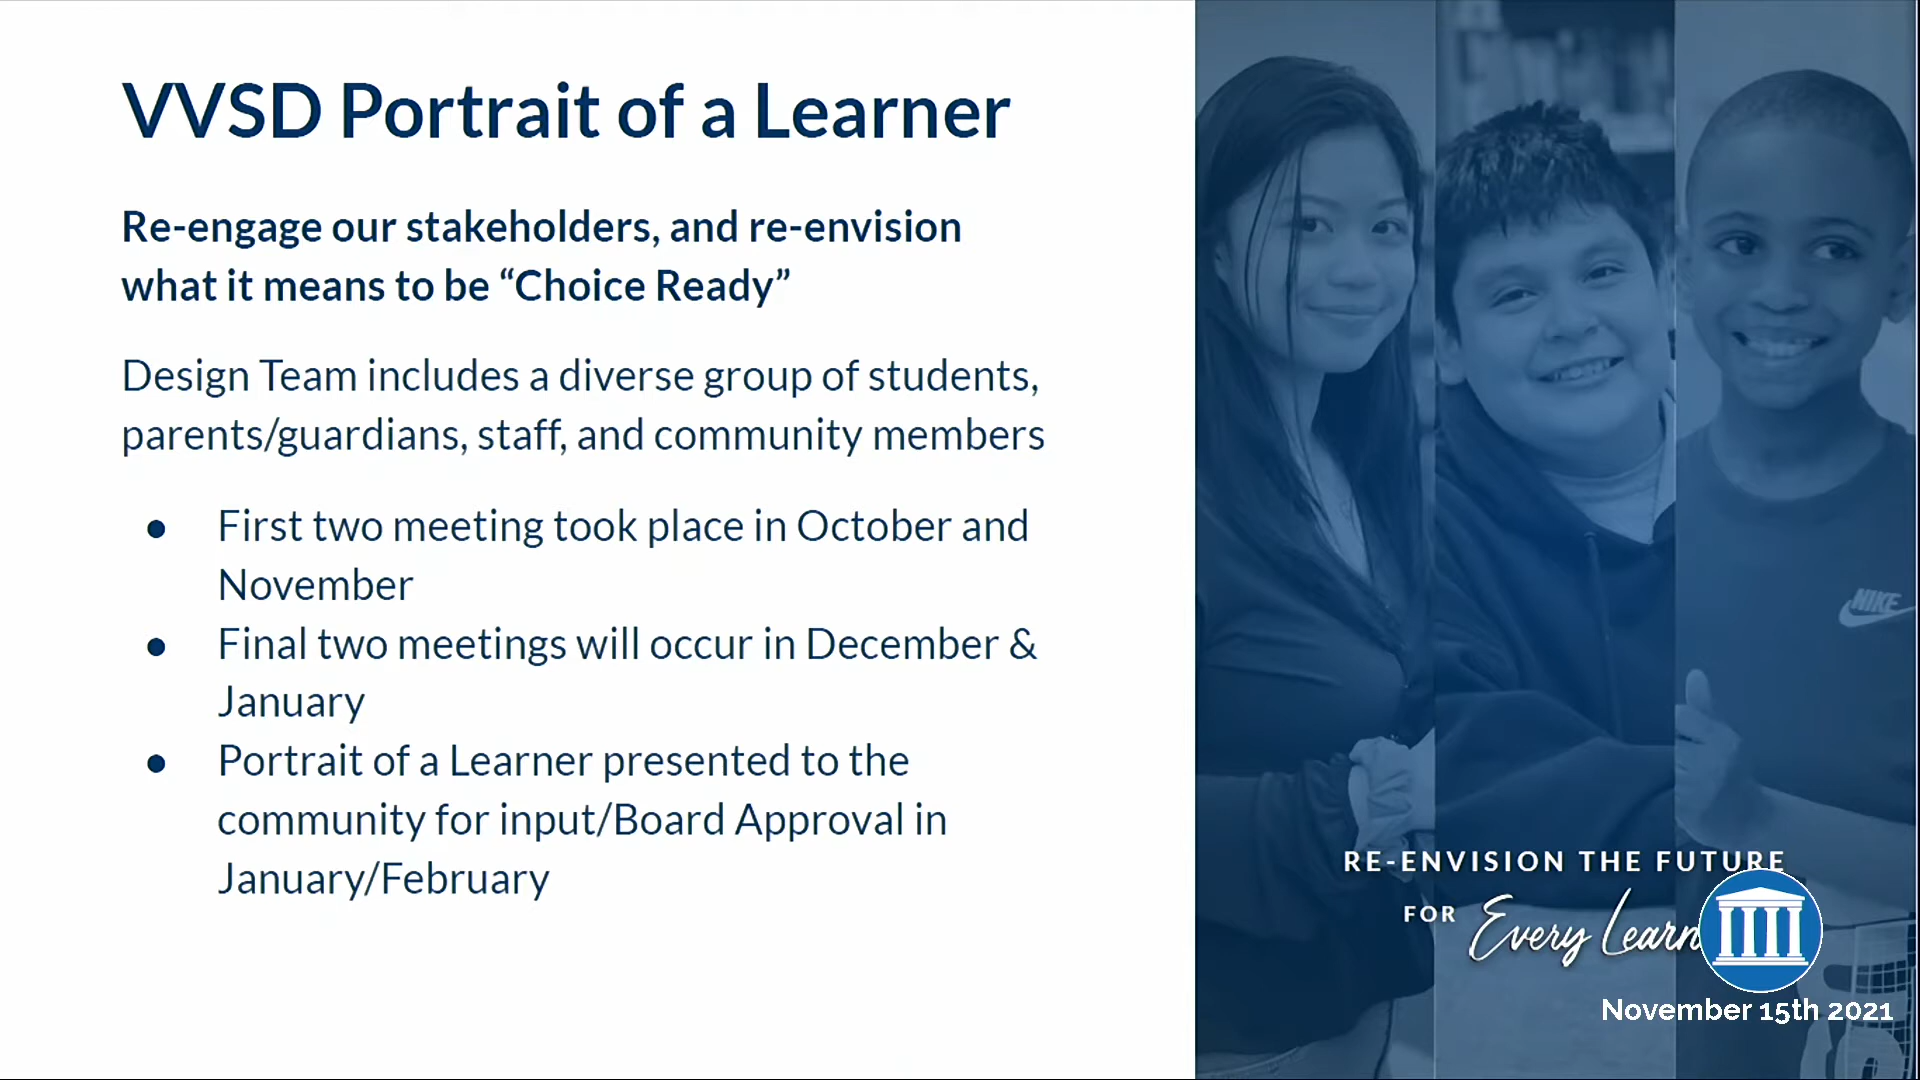 VVSD Portrait of a Learner
Re-engage our stakeholders, and re-envision
what it means to be “Choice Ready”
Design Team includes a diverse group of students,
parents/guardians, staff, and community members
● First two meeting took place in October and
November
● Final two meetings will occur in December &
January
● Portrait of a Learner presented to the
community for input/Board Approval in
January/February
NIKE
RE-ENVISION THE FUTURE
FOR Every Learn
November 15th 2021